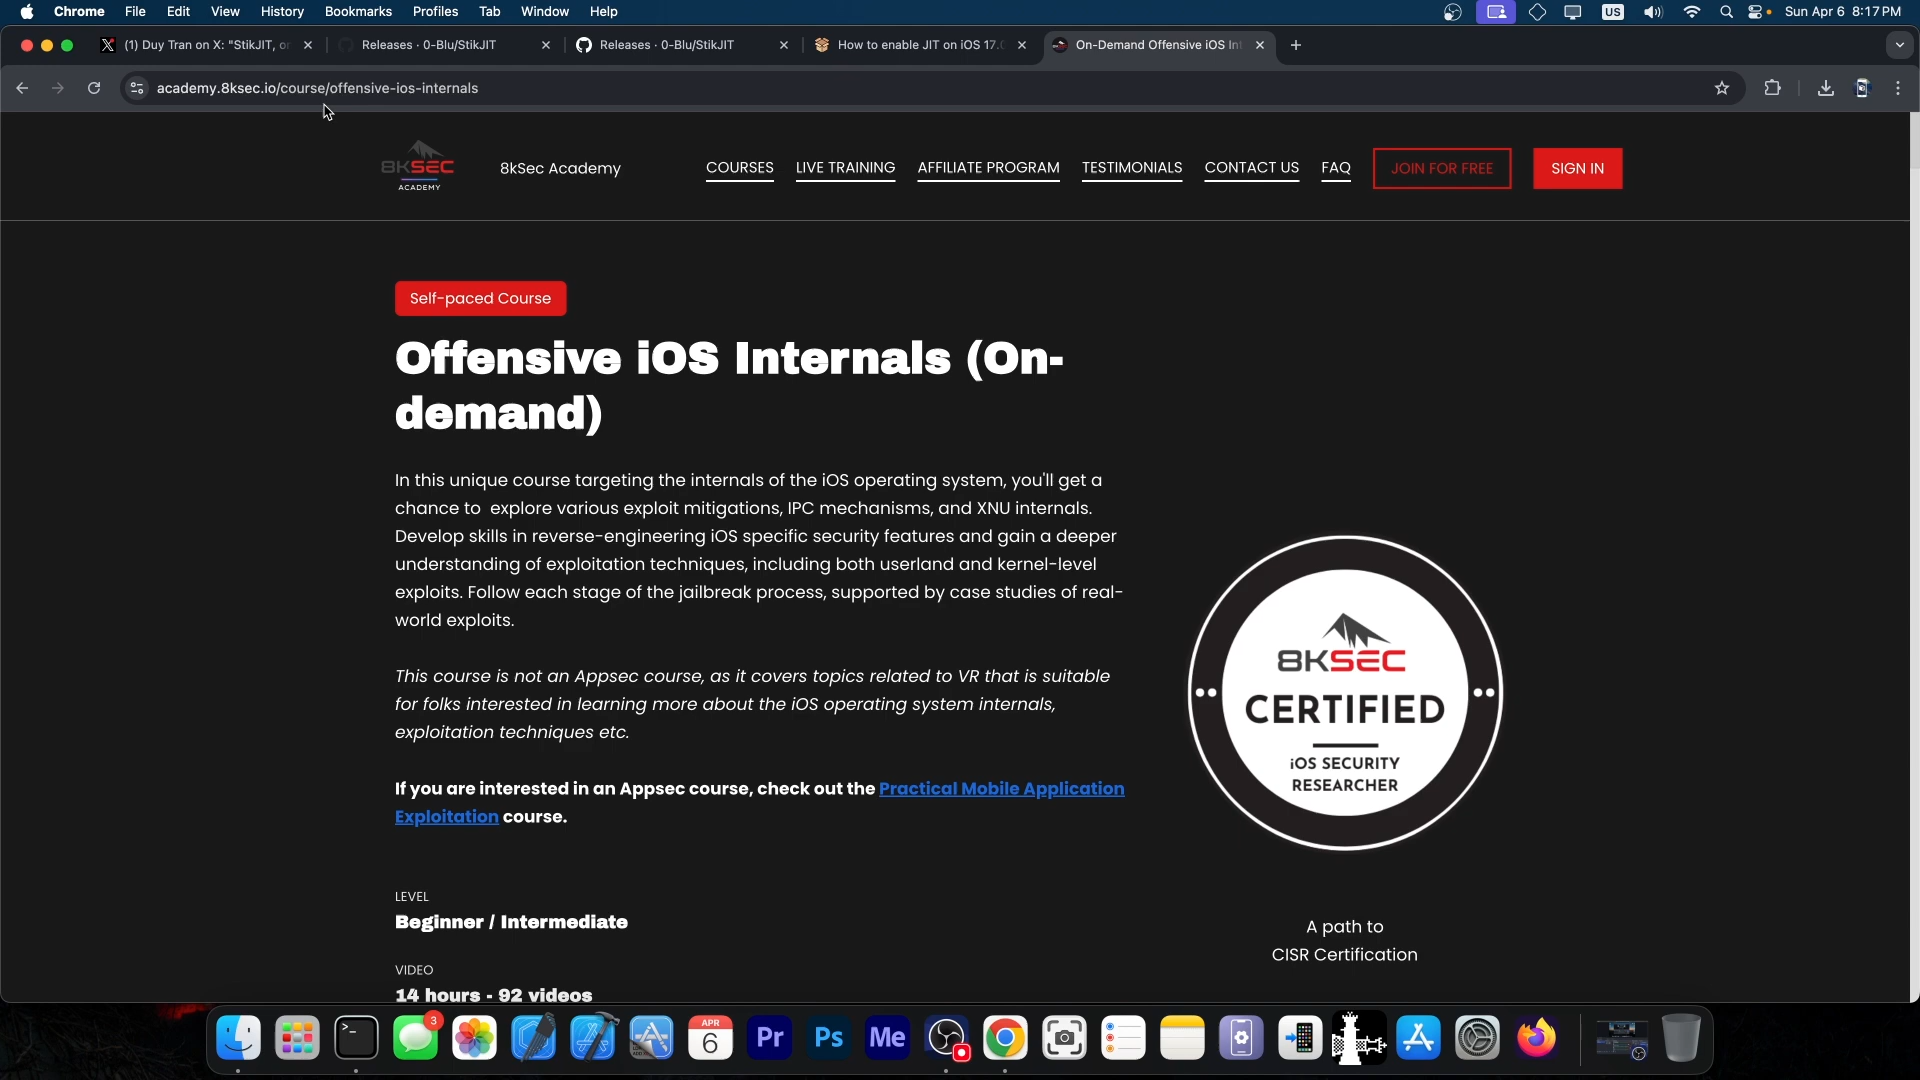 Chrome File Edit View History Bookmarks Profiles Tab Window Help US Sun Apr 6 8:17 PM
(1) Duy Tran on X: "StikJIT, or Releases · 0-Blu/StikJIT Releases · 0-Blu/StikJIT How to enable JIT on iOS 17.0 On-Demand Offensive iOS Int
academy.8ksec.io/course/offensive-ios-internals
8KSEC
ACADEMY
8kSec Academy COURSES LIVE TRAINING AFFILIATE PROGRAM TESTIMONIALS CONTACT US FAQ JOIN FOR FREE SIGN IN
Self-paced Course
Offensive iOS Internals (On-
demand)
In this unique course targeting the internals of the iOS operating system, you'll get a
chance to explore various exploit mitigations, IPC mechanisms, and XNU internals.
Develop skills in reverse-engineering iOS specific security features and gain a deeper
understanding of exploitation techniques, including both userland and kernel-level
exploits. Follow each stage of the jailbreak process, supported by case studies of real-
world exploits.
This course is not an Appsec course, as it covers topics related to VR that is suitable
for folks interested in learning more about the iOS operating system internals,
exploitation techniques etc.
If you are interested in an Appsec course, check out the Practical Mobile Application
Exploitation course.
LEVEL
Beginner / Intermediate
VIDEO
14 hours - 92 videos
8KSEC
CERTIFIED
iOS SECURITY
RESEARCHER
A path to
CISR Certification
3
APR
6
Pr Ps Me